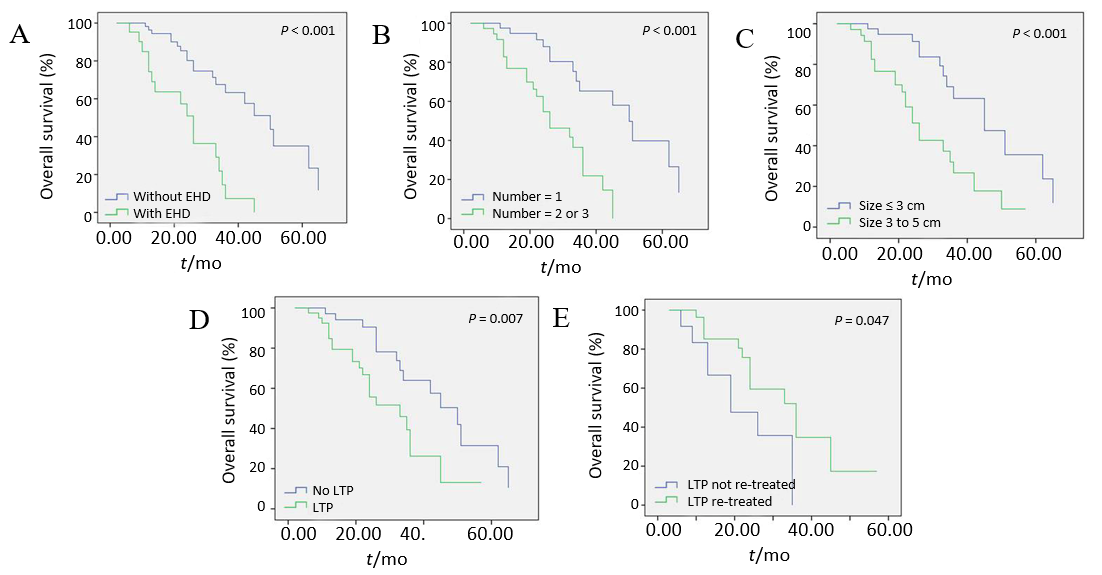 A
100
80
60
40
20
0
Overall survival (%)
P < 0.001
Without EHD
With EHD
0.00 20.00 40.00 60.00
t/mo
B
100
80
60
40
20
0
Overall survival (%)
P < 0.001
Number = 1
Number = 2 or 3
0.00 20.00 40.00 60.00
t/mo
C
100
80
60
40
20
0
Overall survival (%)
P < 0.001
Size ≤ 3 cm
Size 3 to 5 cm
0.00 20.00 40.00 60.00
t/mo
D
100
80
60
40
20
0
Overall survival (%)
P = 0.007
No LTP
LTP
0.00 20.00 40. 60.00
t/mo
E
100
80
60
40
20
0
Overall survival (%)
P = 0.047
LTP not re-treated
LTP re-treated
0.00 20.00 40.00 60.00
t/mo